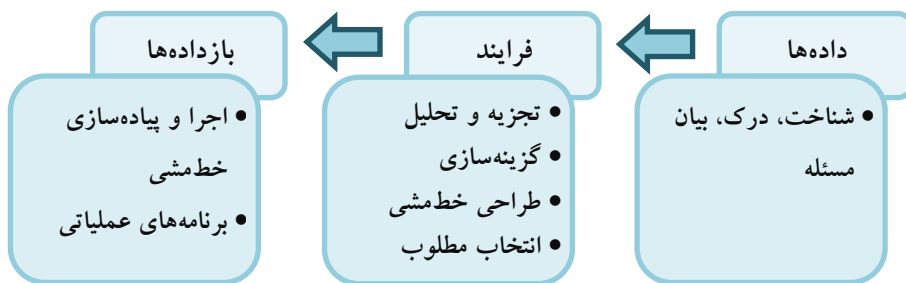 داده‌ها
• شناخت، درک، بیان
مسئله
فرایند
• تجزیه و تحلیل
• گزینه‌سازی
• طراحی خط‌مشی
• انتخاب مطلوب
بازداده‌ها
• اجرا و پیاده‌سازی
خط‌مشی
• برنامه‌های عملیاتی